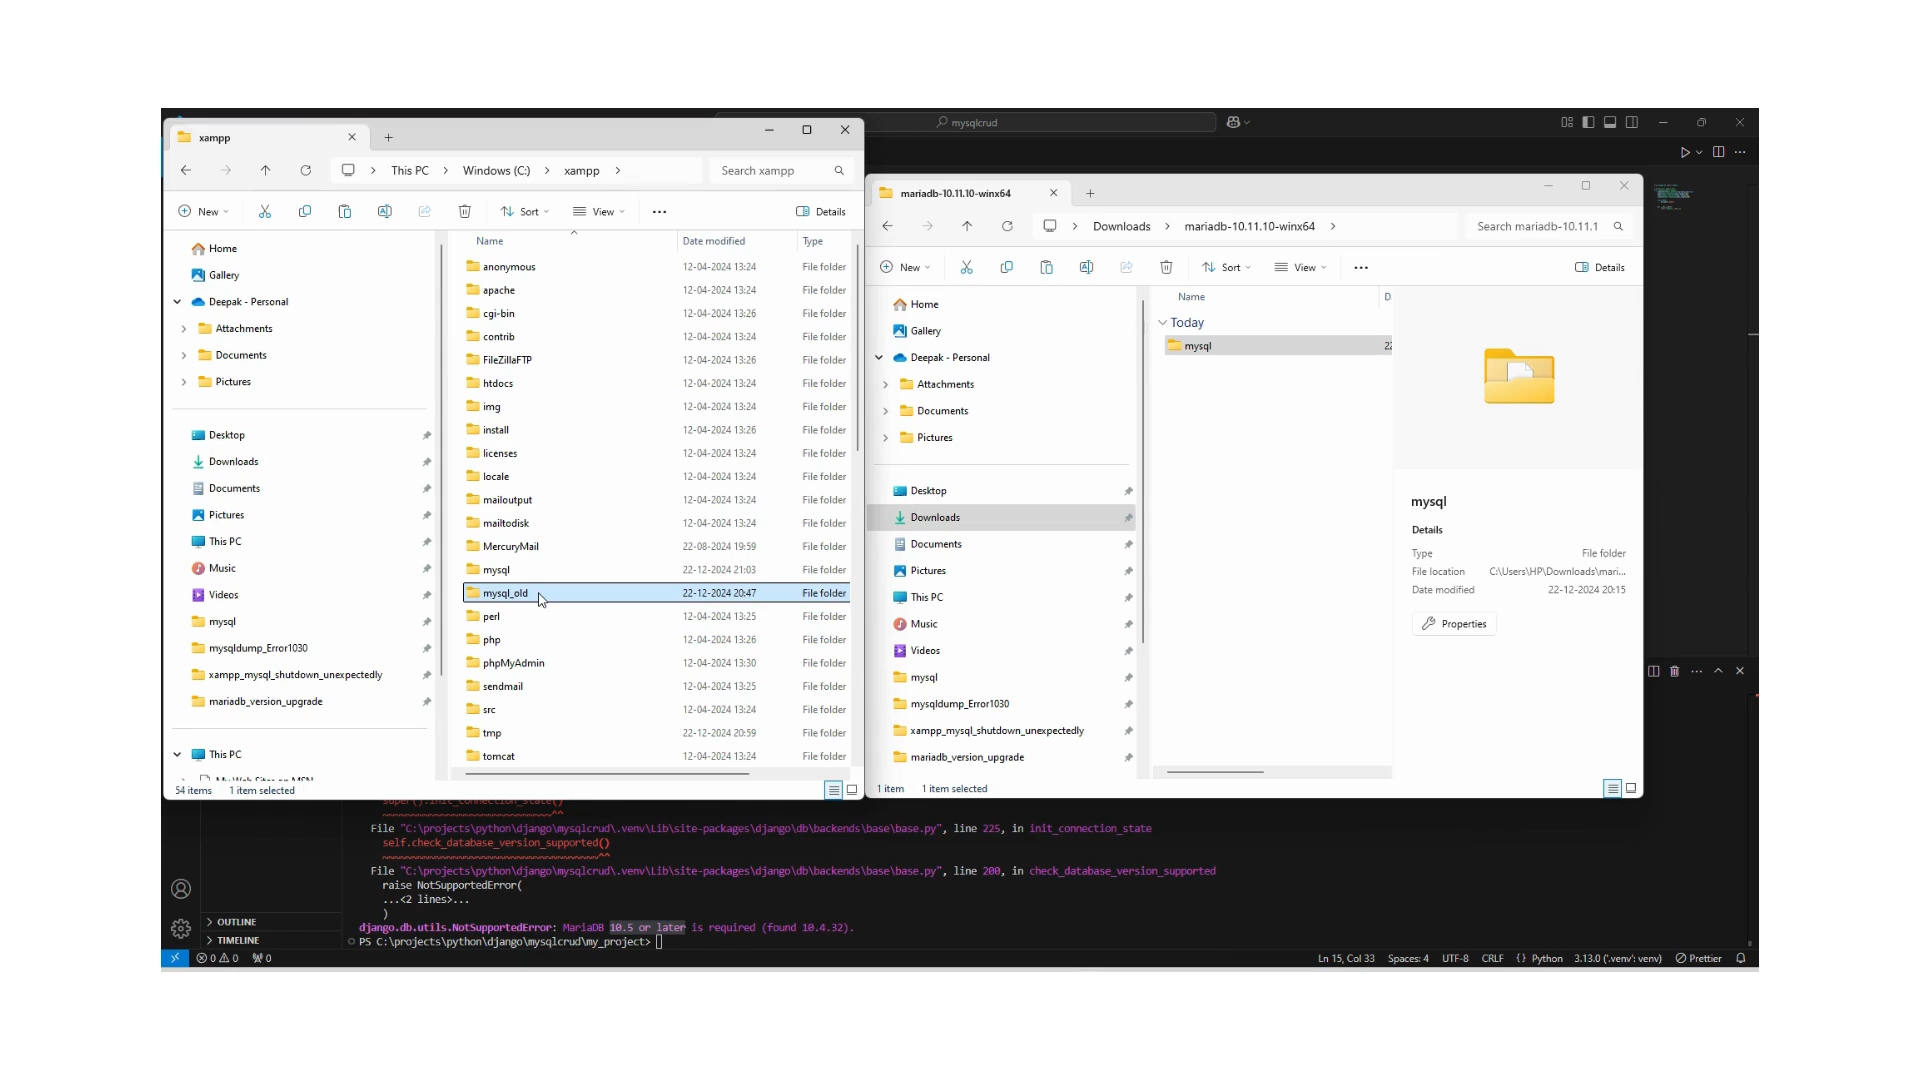 mysqlcrud
xampp
This PC
Windows (C:)
xampp
Search xampp
New
Sort
View
Details
Home
Gallery
Deepak - Personal
Attachments
Documents
Pictures
Desktop
Downloads
Documents
Pictures
This PC
Music
Videos
mysql
mysqldump_Error1030
xampp_mysql_shutdown_unexpectedly
mariadb_version_upgrade
This PC
Name Date modified Type
anonymous 12-04-2024 13:24 File folder
apache 12-04-2024 13:24 File folder
cgi-bin 12-04-2024 13:26 File folder
contrib 12-04-2024 13:24 File folder
FileZillaFTP 12-04-2024 13:26 File folder
htdocs 12-04-2024 13:24 File folder
img 12-04-2024 13:24 File folder
install 12-04-2024 13:26 File folder
licenses 12-04-2024 13:24 File folder
locale 12-04-2024 13:24 File folder
mailoutput 12-04-2024 13:24 File folder
mailtodisk 12-04-2024 13:24 File folder
MercuryMail 22-08-2024 19:59 File folder
mysql 22-12-2024 21:03 File folder
mysql_old 22-12-2024 20:47 File folder
perl 12-04-2024 13:25 File folder
php 12-04-2024 13:26 File folder
phpMyAdmin 12-04-2024 13:30 File folder
sendmail 12-04-2024 13:25 File folder
src 12-04-2024 13:24 File folder
tmp 22-12-2024 20:59 File folder
tomcat 12-04-2024 13:24 File folder
54 items 1 item selected
mariadb-10.11.10-winx64
Downloads
mariadb-10.11.10-winx64
Search mariadb-10.11.1
New
Sort
View
Details
Home
Gallery
Deepak - Personal
Attachments
Documents
Pictures
Desktop
Downloads
Documents
Pictures
This PC
Music
Videos
mysql
mysqldump_Error1030
xampp_mysql_shutdown_unexpectedly
mariadb_version_upgrade
Name D
Today
mysql 22
mysql
Details
Type File folder
File location C:\Users\HP\Downloads\mari...
Date modified 22-12-2024 20:15
Properties
1 item 1 item selected
super().init_connection_state()
File "C:\projects\python\django\mysqlcrud\.venv\Lib\site-packages\django\db\backends\base\base.py", line 225, in init_connection_state
self.check_database_version_supported()
File "C:\projects\python\django\mysqlcrud\.venv\Lib\site-packages\django\db\backends\base\base.py", line 200, in check_database_version_supported
raise NotSupportedError(
...<2 lines>...
)
django.db.utils.NotSupportedError: MariaDB 10.5 or later is required (found 10.4.32).
PS C:\projects\python\django\mysqlcrud\my_project>
OUTLINE
TIMELINE
0 0 0
Ln 15, Col 33 Spaces: 4 UTF-8 CRLF {} Python 3.13.0 ('.venv': venv) Prettier